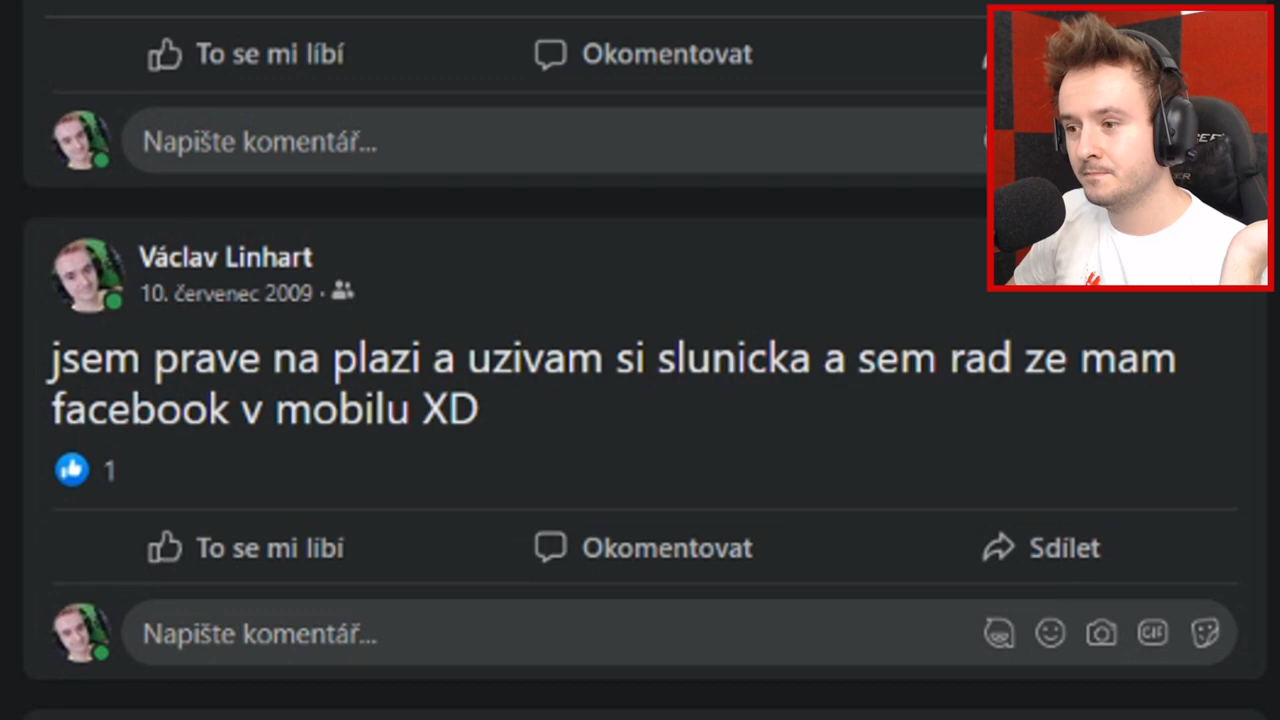 To se mi líbí
Okomentovat
Napište komentář...
Václav Linhart
10. červenec 2009 ·
jsem prave na plazi a uzivam si slunicka a sem rad ze mam
facebook v mobilu XD
1
To se mi líbí
Okomentovat
Sdílet
Napište komentář...
GIF